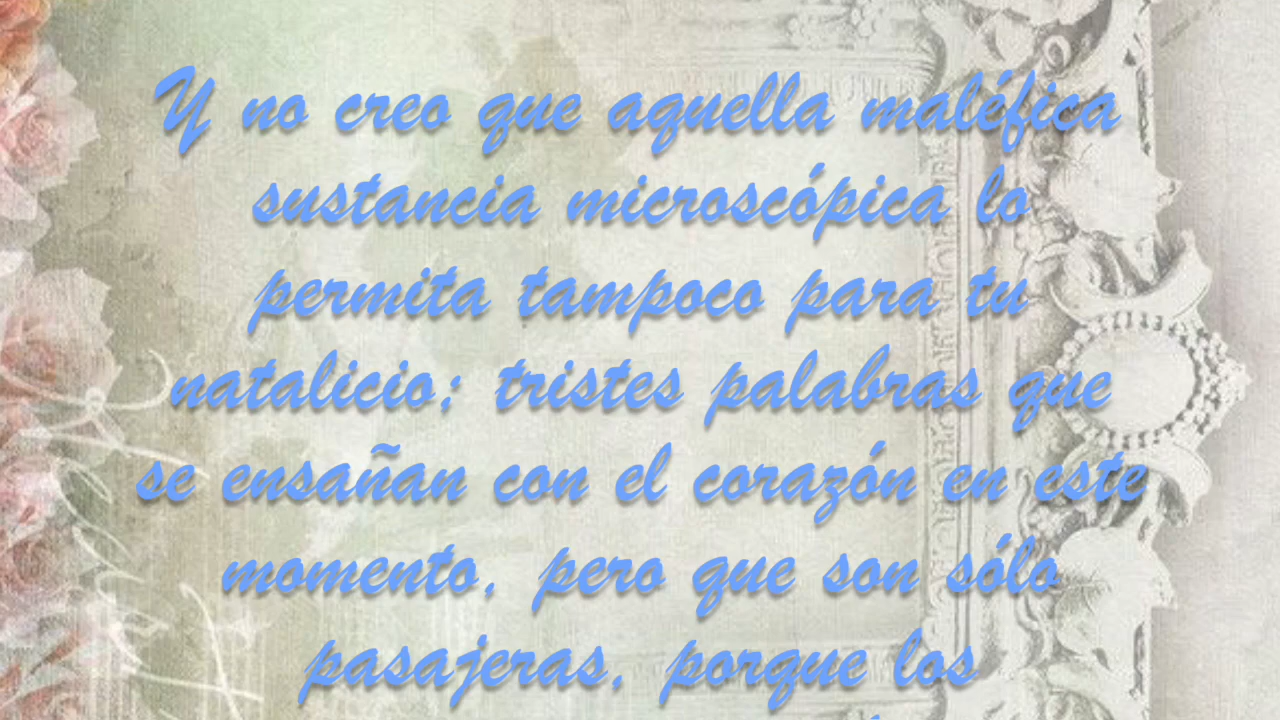 Y no creo que aquella maléfica
sustancia microscópica lo
permita tampoco para tu
natalicio; tristes palabras que
se ensañan con el corazón en este
momento, pero que son sólo
pasajeras, porque los